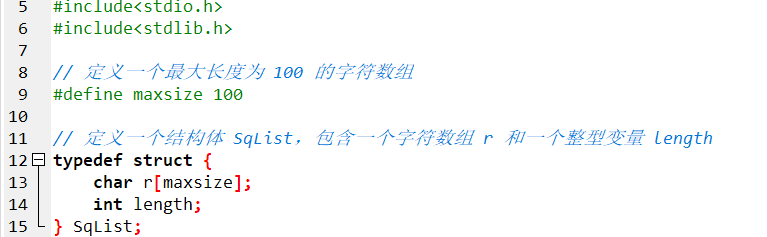 5 #include<stdio.h>
6 #include<stdlib.h>
7
8 // 定义一个最大长度为 100 的字符数组
9 #define maxsize 100
10
11 // 定义一个结构体 SqList，包含一个字符数组 r 和一个整型变量 length
12 typedef struct {
13     char r[maxsize];
14     int length;
15 } SqList;